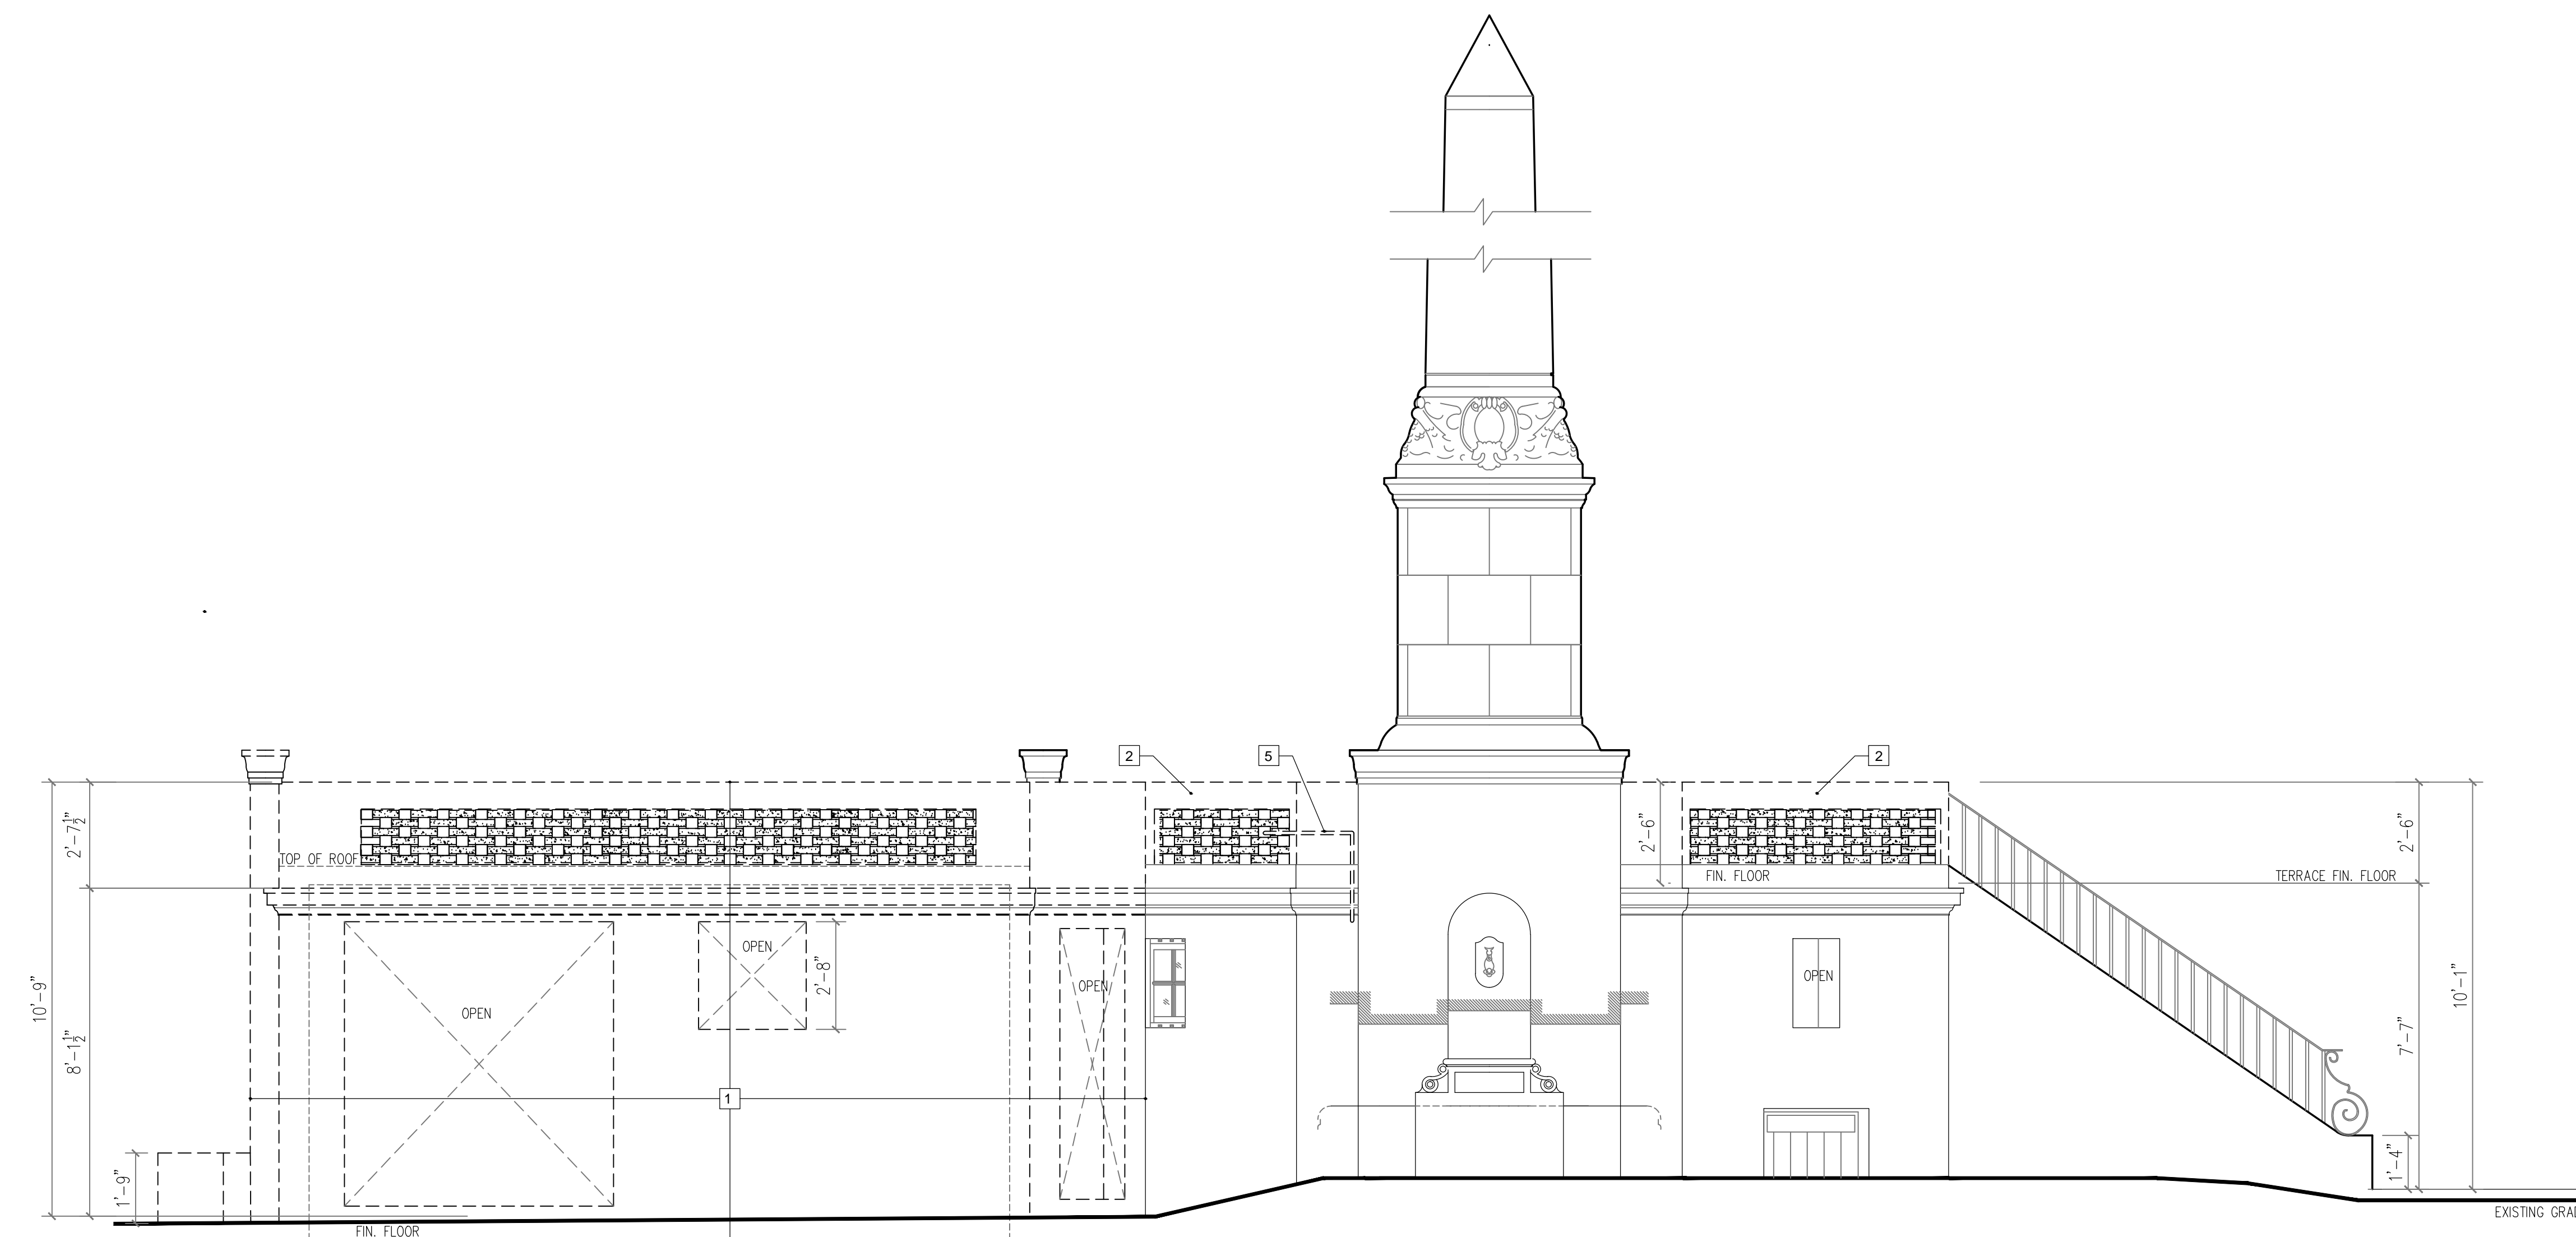 2
5
2
2'-7½"
2'-6"
2'-6"
TOP OF ROOF
FIN. FLOOR
TERRACE FIN. FLOOR
OPEN
OPEN
OPEN
OPEN
2'-8"
10'-9"
8'-1½"
10'-1"
7'-7"
1
1'-9"
1'-4"
FIN. FLOOR
EXISTING GRA